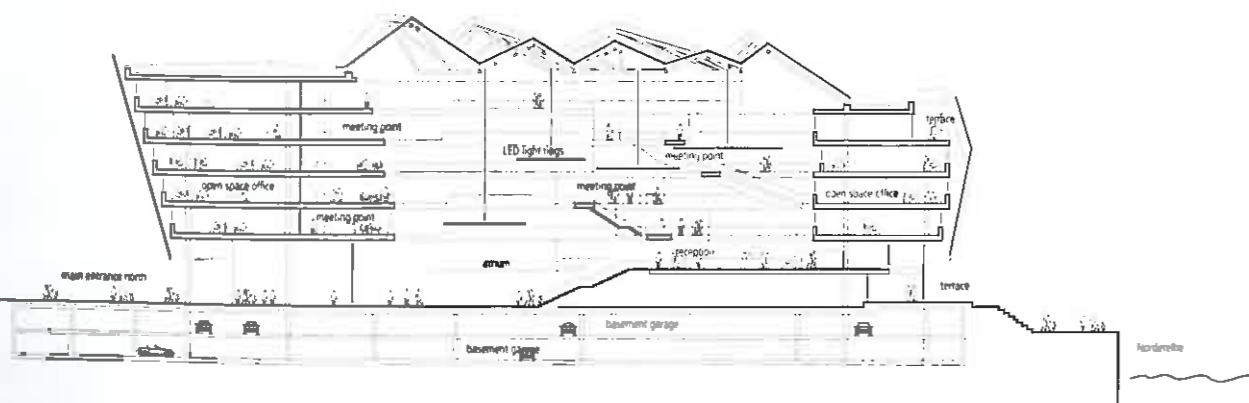 terrace
meeting point
LED light rings
meeting point
open space office
meeting point
open space office
meeting point
reception
atrium
main entrance north
terrace
basement garage
basement garage
Norderelbe